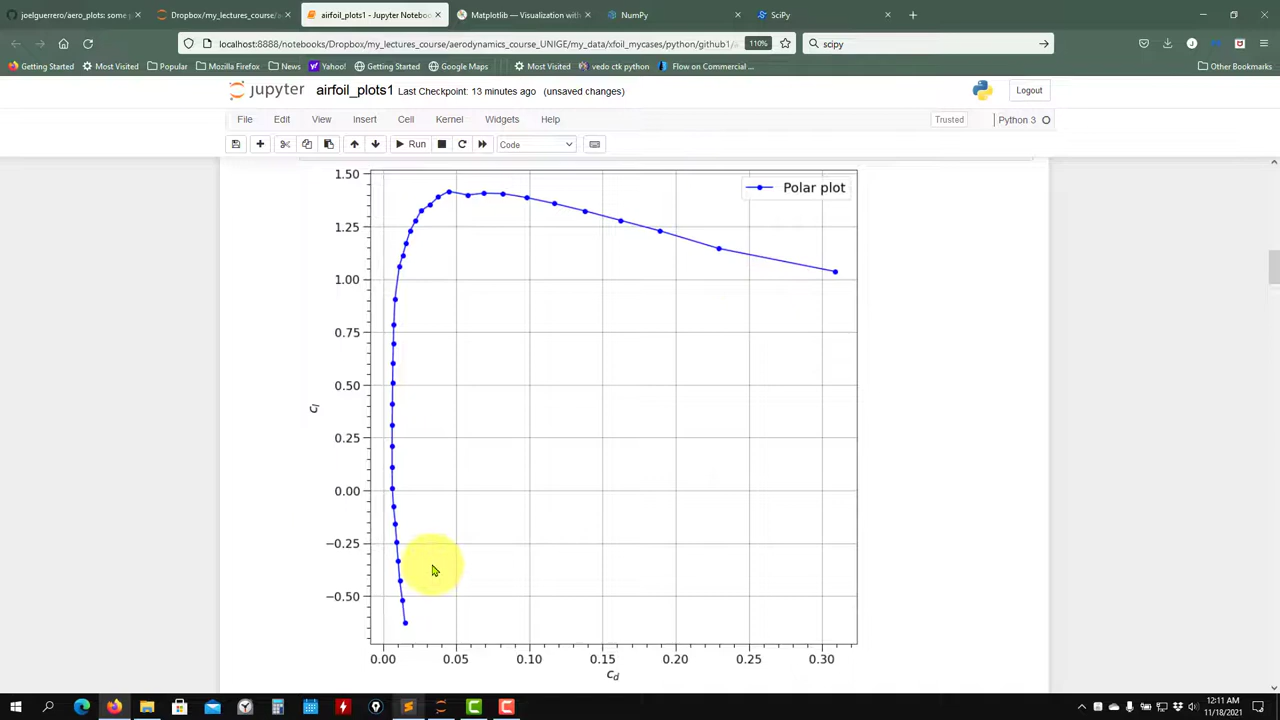 joelguerrero/aero_plots: some p
Dropbox/my_lectures_course/a
airfoil_plots1 - Jupyter Noteboo
Matplotlib — Visualization with
NumPy
SciPy
localhost:8888/notebooks/Dropbox/my_lectures_course/aerodynamics_course_UNIGE/my_data/xfoil_mycases/python/github1/a
110%
scipy
Getting Started
Most Visited
Popular
Mozilla Firefox
News
Yahoo!
Getting Started
Google Maps
Most Visited
vedo ctk python
Flow on Commercial ...
Other Bookmarks
jupyter airfoil_plots1 Last Checkpoint: 13 minutes ago (unsaved changes)
Logout
File Edit View Insert Cell Kernel Widgets Help
Trusted
Python 3
Run
Code
Polar plot
1.50
1.25
1.00
0.75
0.50
0.25
0.00
−0.25
−0.50
c_l
0.00 0.05 0.10 0.15 0.20 0.25 0.30
c_d
12:11 AM
11/18/2021